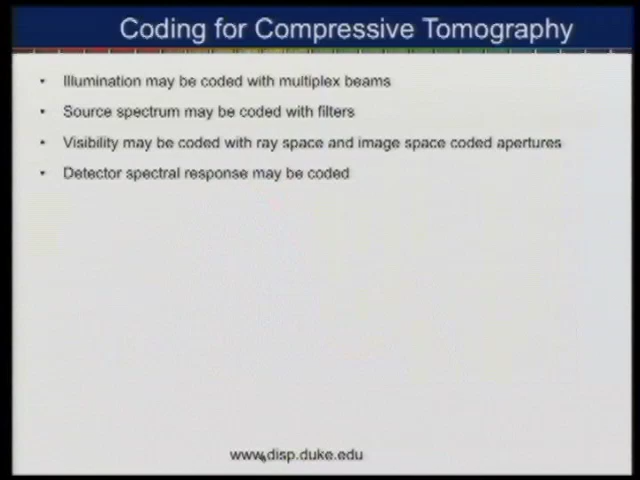 Coding for Compressive Tomography
• Illumination may be coded with multiplex beams
• Source spectrum may be coded with filters
• Visibility may be coded with ray space and image space coded apertures
• Detector spectral response may be coded
www.disp.duke.edu